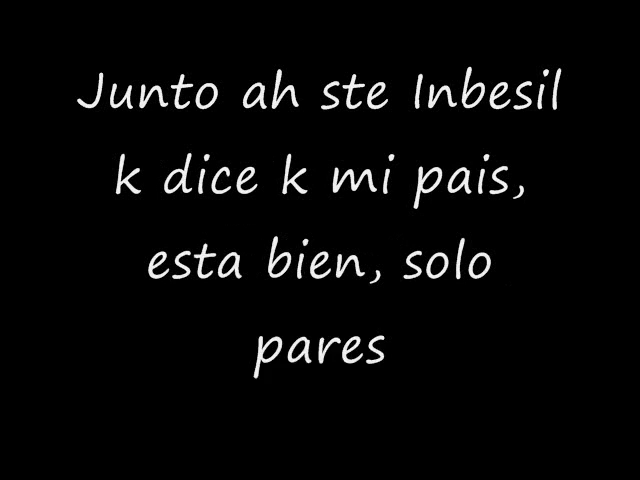 Junto ah ste Inbesil
k dice k mi pais,
esta bien, solo
pares